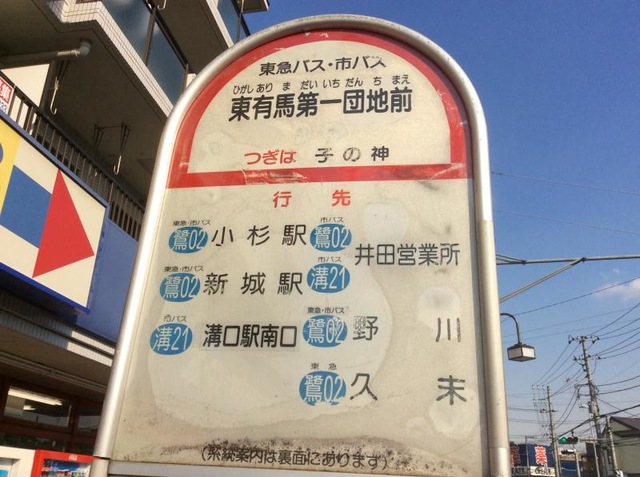 東急バス・市バス
ひがしありまだいいちだんちまえ
東有馬第一団地前
つぎは 子の神
行先
東急・市バス 市バス
鷺02 小杉駅 鷺02 井田営業所
東急・市バス 市バス
鷺02 新城駅 溝21
市バス 東急・市バス
溝21 溝口駅南口 鷺02 野川
東急
鷺02 久末
(系統案内は裏面にあります)
薬